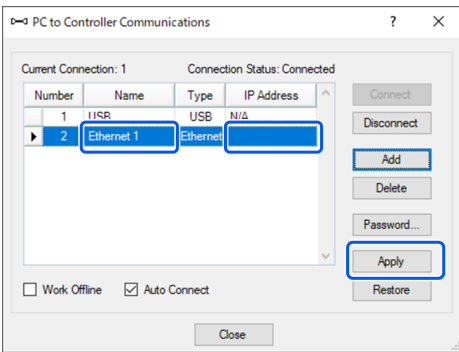 PC to Controller Communications ? ×
Current Connection: 1 Connection Status: Connected
Number Name Type IP Address
1 USB USB N/A
2 Ethernet 1 Ethernet
Connect
Disconnect
Add
Delete
Password...
Apply
Restore
Work Offline Auto Connect
Close